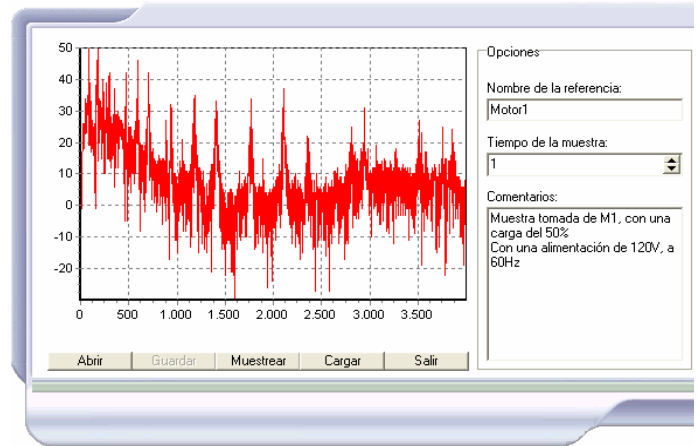 50
40
30
20
10
0
-10
-20
0 500 1.000 1.500 2.000 2.500 3.000 3.500
Abrir Guardar Muestrear Cargar Salir
Opciones
Nombre de la referencia:
Motor1
Tiempo de la muestra:
1
Comentarios:
Muestra tomada de M1, con una
carga del 50%
Con una alimentación de 120V, a
60Hz